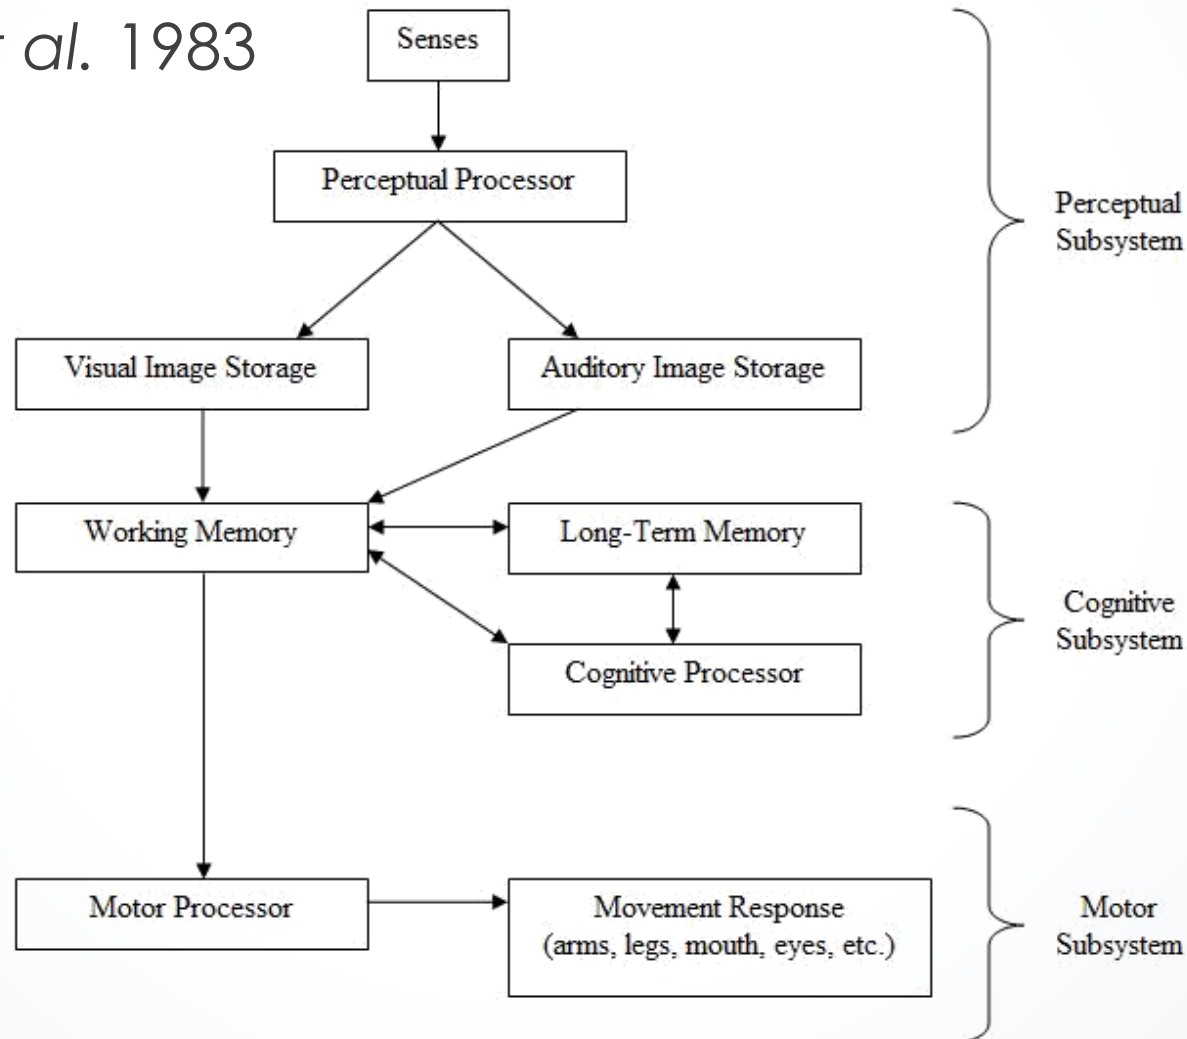 al. 1983
Senses
Perceptual Processor
Perceptual
Subsystem
Visual Image Storage
Auditory Image Storage
Working Memory
Long-Term Memory
Cognitive
Subsystem
Cognitive Processor
Motor Processor
Movement Response
(arms, legs, mouth, eyes, etc.)
Motor
Subsystem